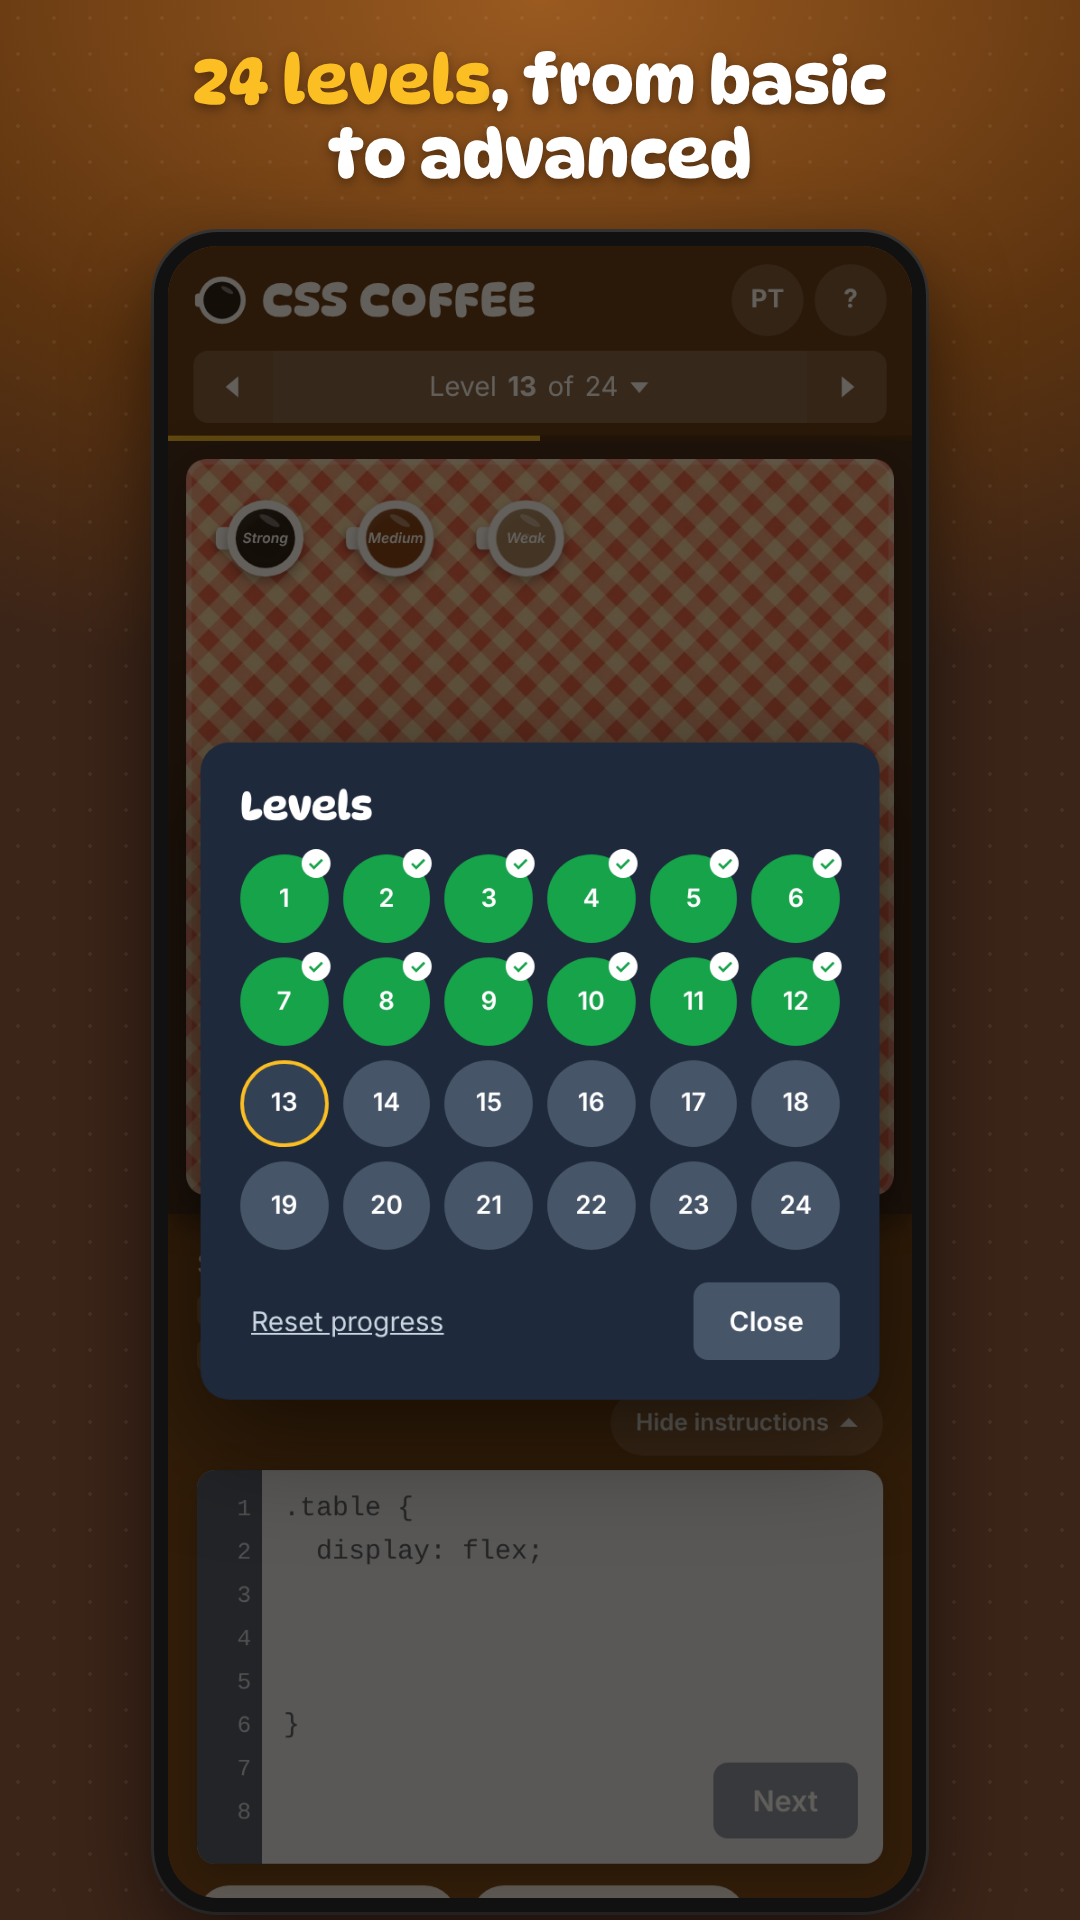 24 levels, from basic
to advanced
CSS COFFEE
PT
?
Level 13 of 24
Strong
Medium
Weak
Levels
1 2 3 4 5 6
7 8 9 10 11 12
13 14 15 16 17 18
19 20 21 22 23 24
Reset progress
Close
Hide instructions
1 .table {
2 display: flex;
3
4
5
6 }
7
8
Next